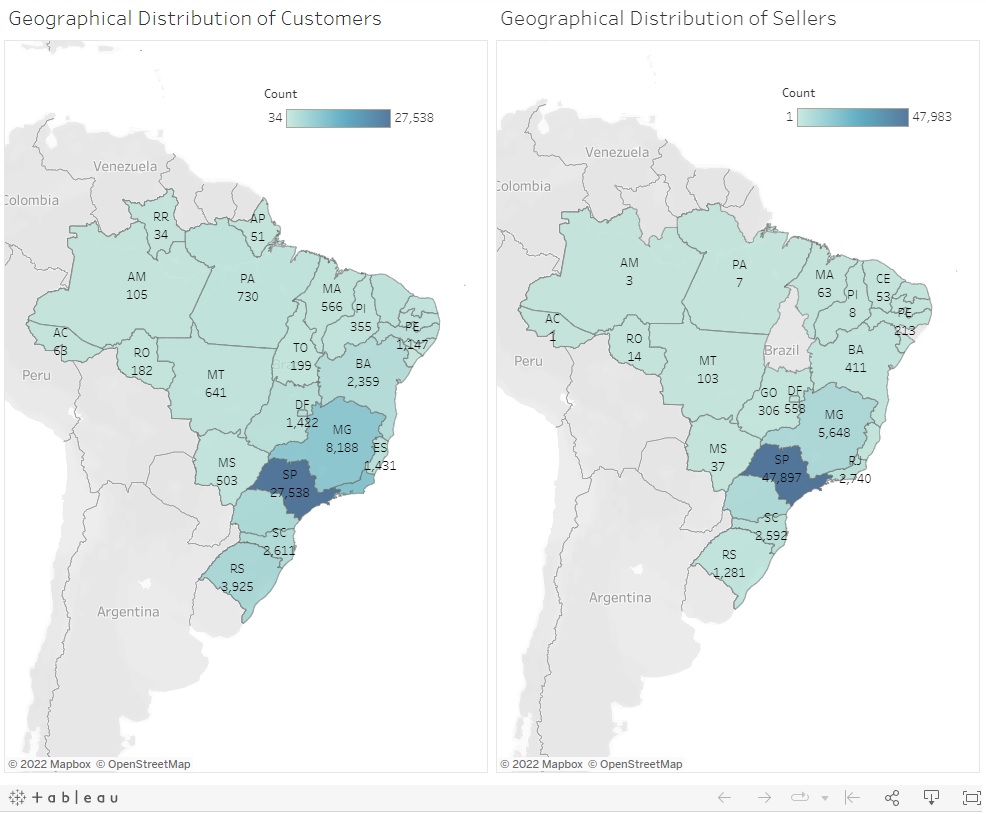 Geographical Distribution of Customers
Count
34
27,538
Venezuela
Colombia
RR
34
AP
51
AM
105
PA
730
MA
566
PI
355
PE
1,147
AC
63
RO
182
TO
199
BA
2,359
MT
641
Peru
DF
1,422
MG
8,188
ES
1,431
MS
503
SP
27,538
SC
2,611
RS
3,925
Argentina
© 2022 Mapbox © OpenStreetMap
Geographical Distribution of Sellers
Count
1
47,983
Venezuela
Colombia
AM
3
PA
7
MA
63
CE
53
PI
8
PE
213
AC
1
RO
14
Brazil
BA
411
MT
103
Peru
GO
306
DF
558
MG
5,648
MS
37
SP
47,897
RJ
2,740
SC
2,592
RS
1,281
Argentina
© 2022 Mapbox © OpenStreetMap
+ableau